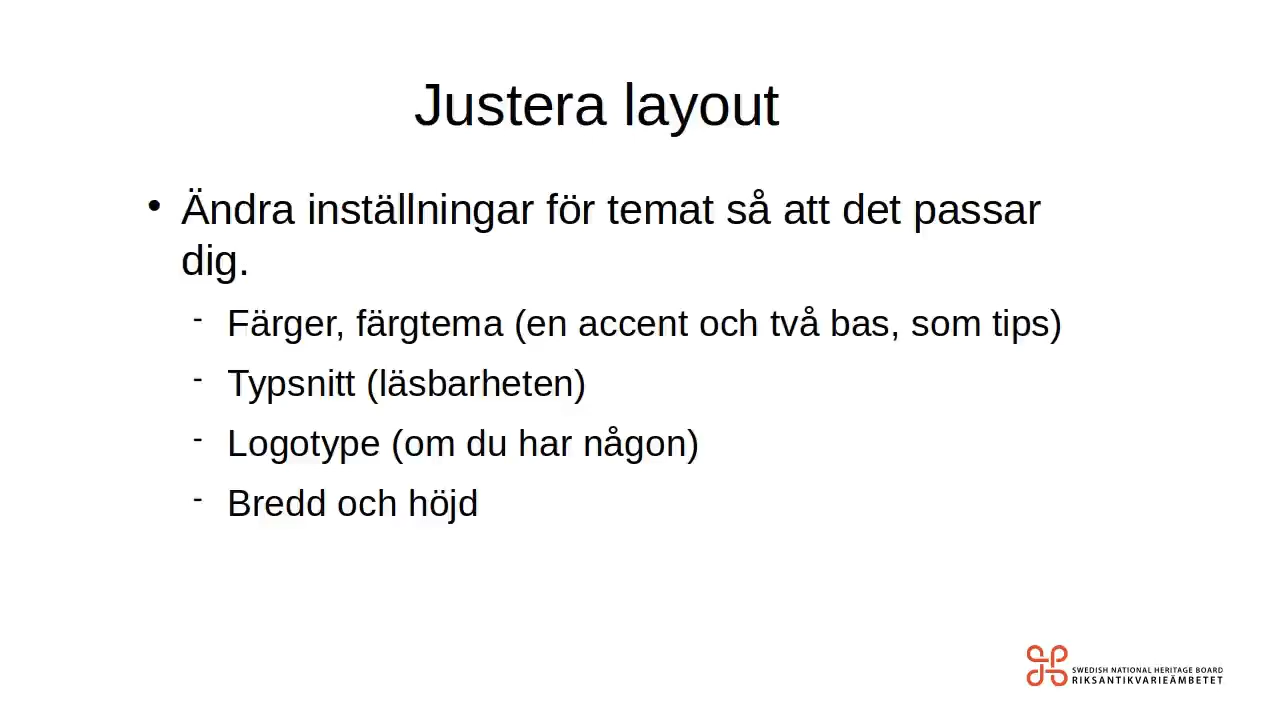 Justera layout
• Ändra inställningar för temat så att det passar
dig.
- Färger, färgtema (en accent och två bas, som tips)
- Typsnitt (läsbarheten)
- Logotype (om du har någon)
- Bredd och höjd
SWEDISH NATIONAL HERITAGE BOARD
RIKSANTIKVARIEÄMBETET